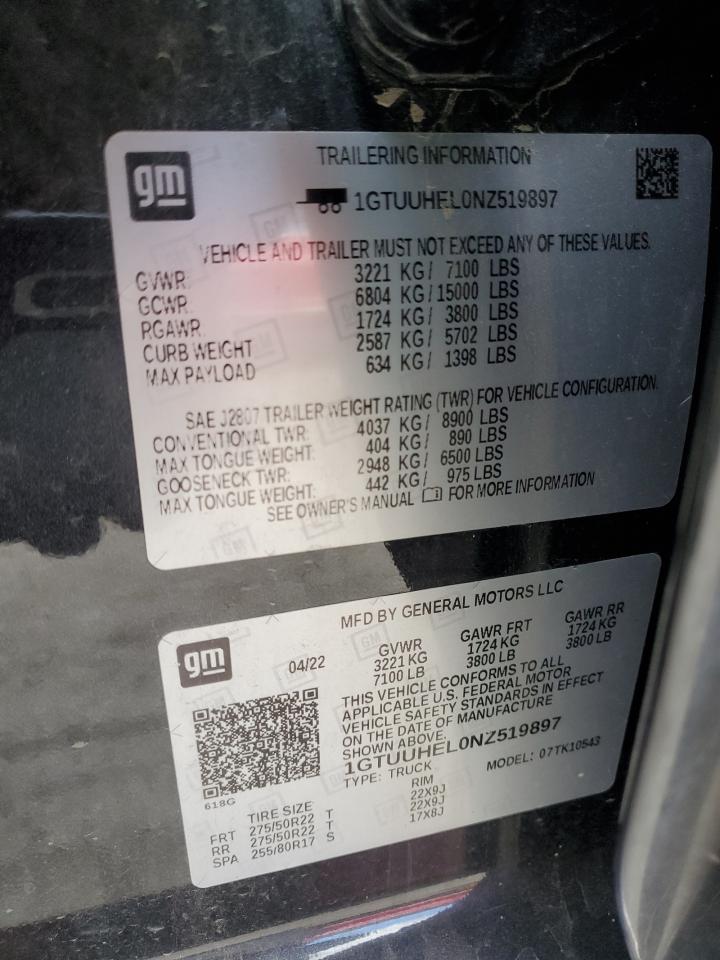 gm
TRAILERING INFORMATION
1GTUUHEL0NZ519897
VEHICLE AND TRAILER MUST NOT EXCEED ANY OF THESE VALUES.
GVWR: 3221 KG/ 7100 LBS
GCWR: 6804 KG/15000 LBS
RGAWR: 1724 KG/ 3800 LBS
CURB WEIGHT 2587 KG/ 5702 LBS
MAX PAYLOAD 634 KG/ 1398 LBS
SAE J2807 TRAILER WEIGHT RATING (TWR) FOR VEHICLE CONFIGURATION.
CONVENTIONAL TWR: 4037 KG/ 8900 LBS
MAX TONGUE WEIGHT: 404 KG/ 890 LBS
GOOSENECK TWR: 2948 KG/ 6500 LBS
MAX TONGUE WEIGHT: 442 KG/ 975 LBS
SEE OWNER'S MANUAL FOR MORE INFORMATION
gm
MFD BY GENERAL MOTORS LLC
04/22
GVWR GAWR FRT GAWR RR
3221 KG 1724 KG 1724 KG
7100 LB 3800 LB 3800 LB
THIS VEHICLE CONFORMS TO ALL
APPLICABLE U.S. FEDERAL MOTOR
VEHICLE SAFETY STANDARDS IN EFFECT
ON THE DATE OF MANUFACTURE
SHOWN ABOVE.
1GTUUHEL0NZ519897
TYPE: TRUCK MODEL: 07TK10543
618G
TIRE SIZE RIM
FRT 275/50R22 T 22X9J
RR 275/50R22 T 22X9J
SPA 255/80R17 S 17X8J